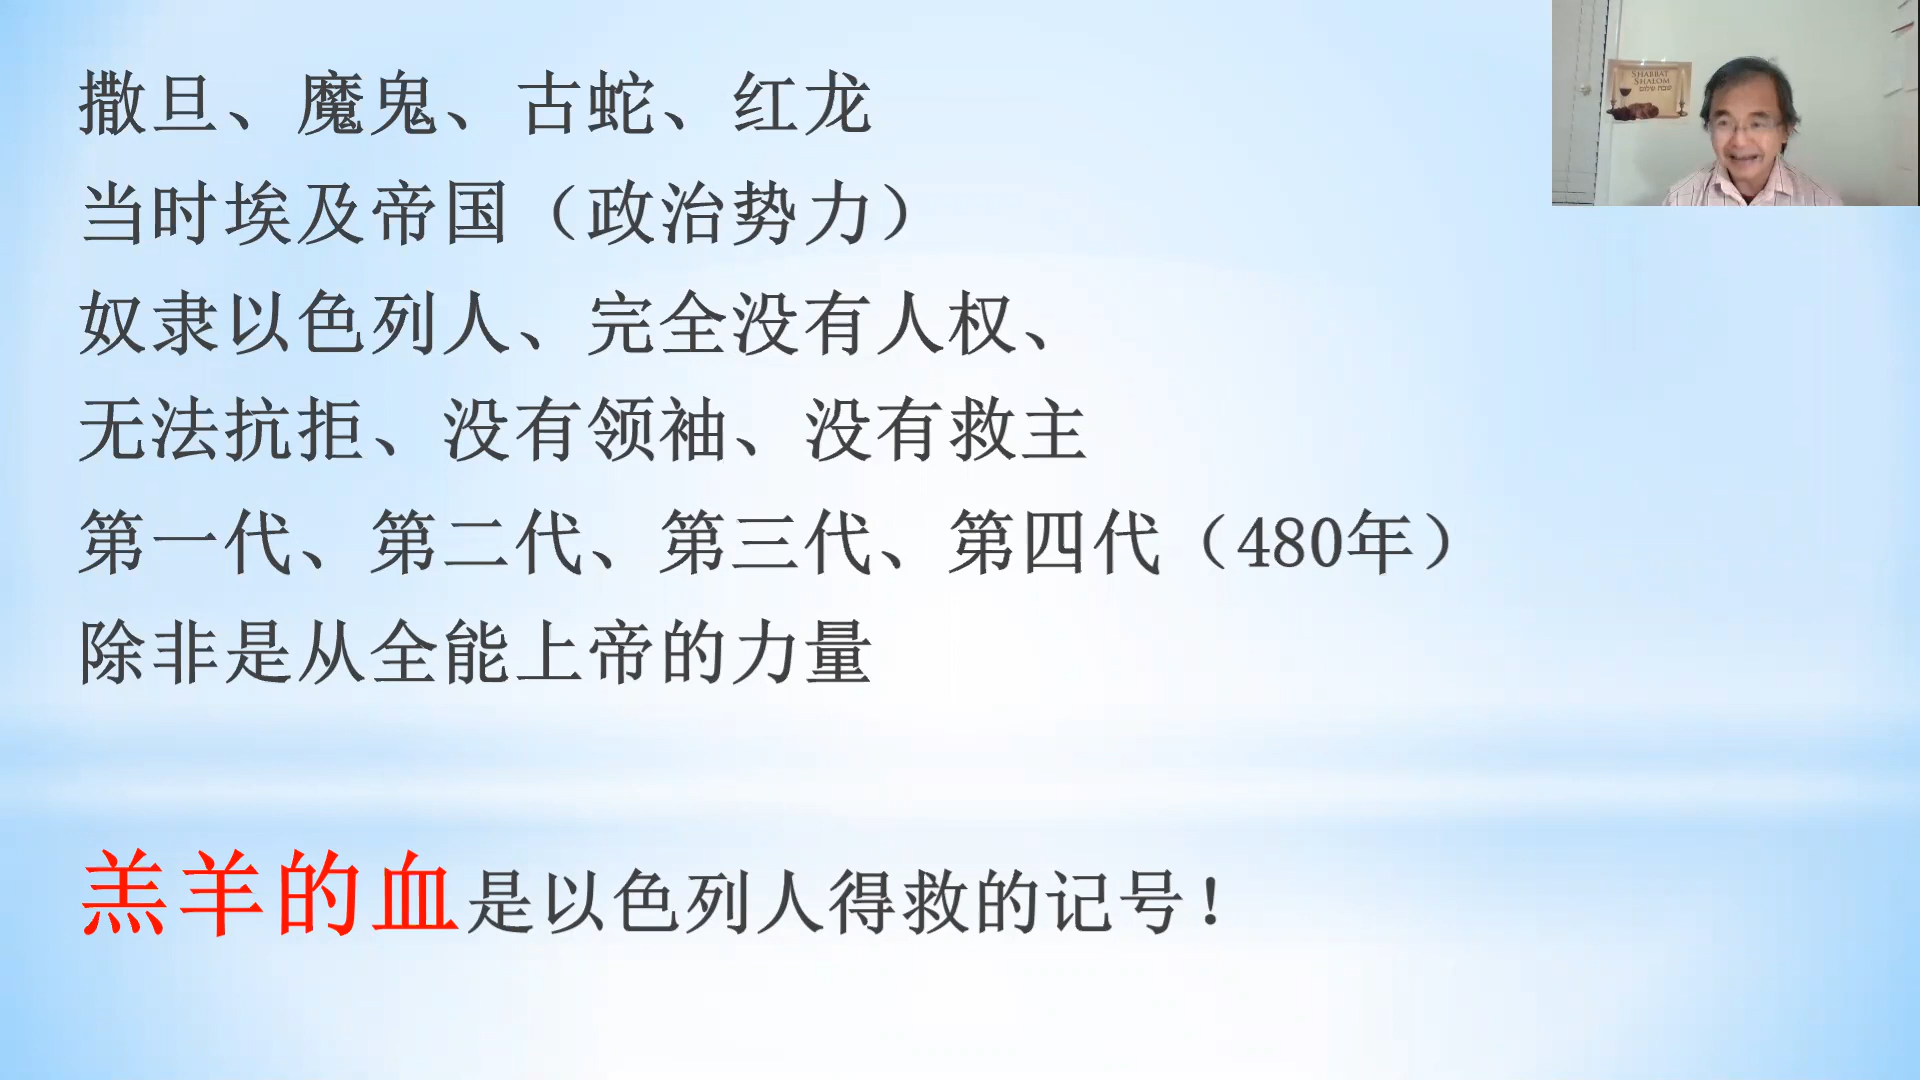 撒旦、魔鬼、古蛇、红龙
当时埃及帝国（政治势力）
奴隶以色列人、完全没有人权、
无法抗拒、没有领袖、没有救主
第一代、第二代、第三代、第四代（480年）
除非是从全能上帝的力量
羔羊的血是以色列人得救的记号！
SHABBAT
SHALOM
שבת שלום